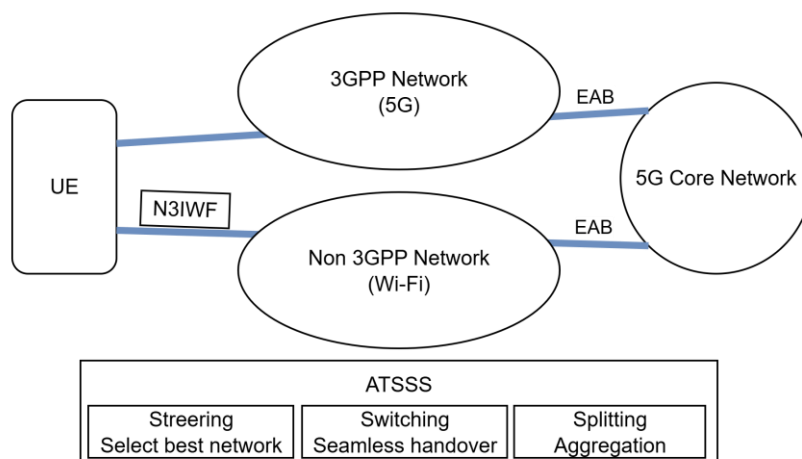 3GPP Network
(5G)
EAB
UE
5G Core Network
N3IWF
EAB
Non 3GPP Network
(Wi-Fi)
ATSSS
Streering
Select best network
Switching
Seamless handover
Splitting
Aggregation